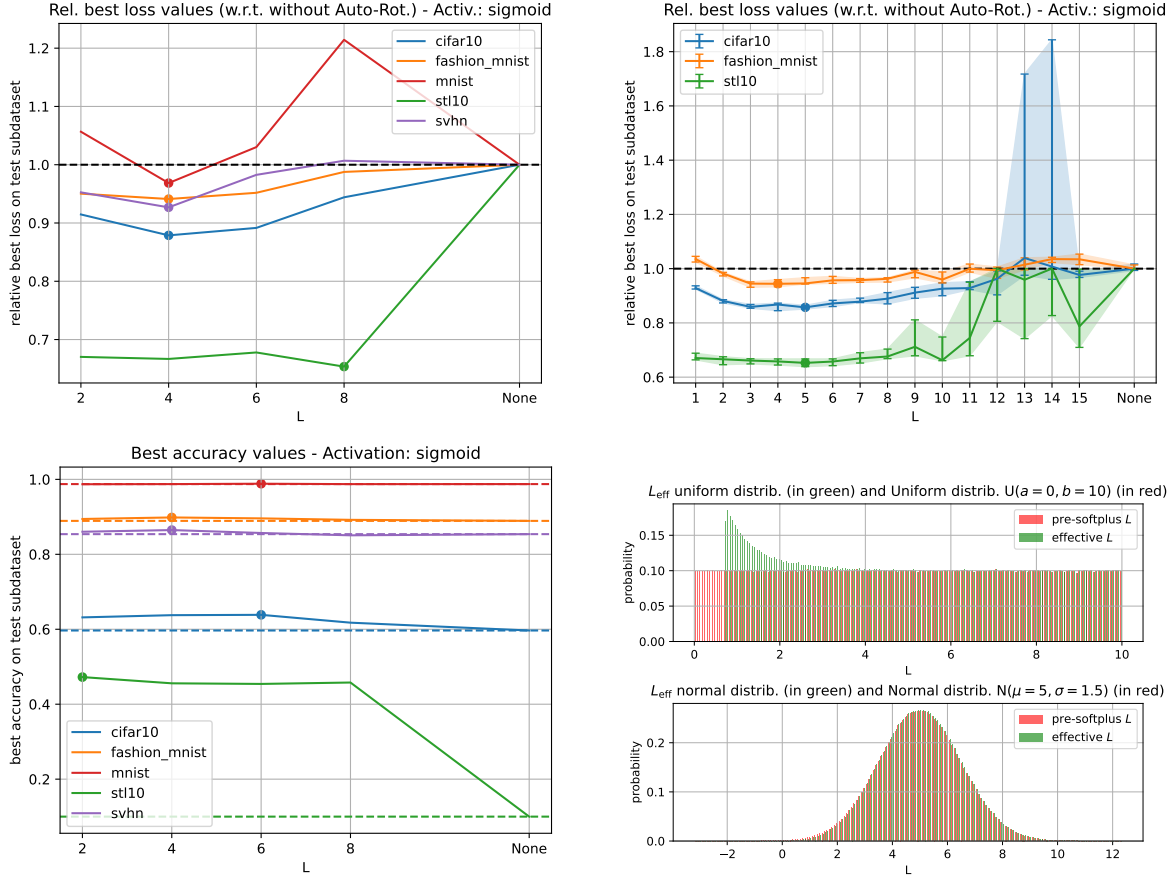 Rel. best loss values (w.r.t. without Auto-Rot.) - Activ.: sigmoid
relative best loss on test subdataset
1.2
1.1
1.0
0.9
0.8
0.7
cifar10
fashion_mnist
mnist
stl10
svhn
2 4 6 8 None
L
Rel. best loss values (w.r.t. without Auto-Rot.) - Activ.: sigmoid
relative best loss on test subdataset
1.8
1.6
1.4
1.2
1.0
0.8
0.6
cifar10
fashion_mnist
stl10
1 2 3 4 5 6 7 8 9 10 11 12 13 14 15 None
L
Best accuracy values - Activation: sigmoid
best accuracy on test subdataset
1.0
0.8
0.6
0.4
0.2
cifar10
fashion_mnist
mnist
stl10
svhn
2 4 6 8 None
L
L_eff uniform distrib. (in green) and Uniform distrib. U(a = 0, b = 10) (in red)
probability
0.15
0.10
0.05
0.00
pre-softplus L
effective L
0 2 4 6 8 10
L
L_eff normal distrib. (in green) and Normal distrib. N(μ = 5, σ = 1.5) (in red)
probability
0.2
0.1
0.0
pre-softplus L
effective L
−2 0 2 4 6 8 10 12
L